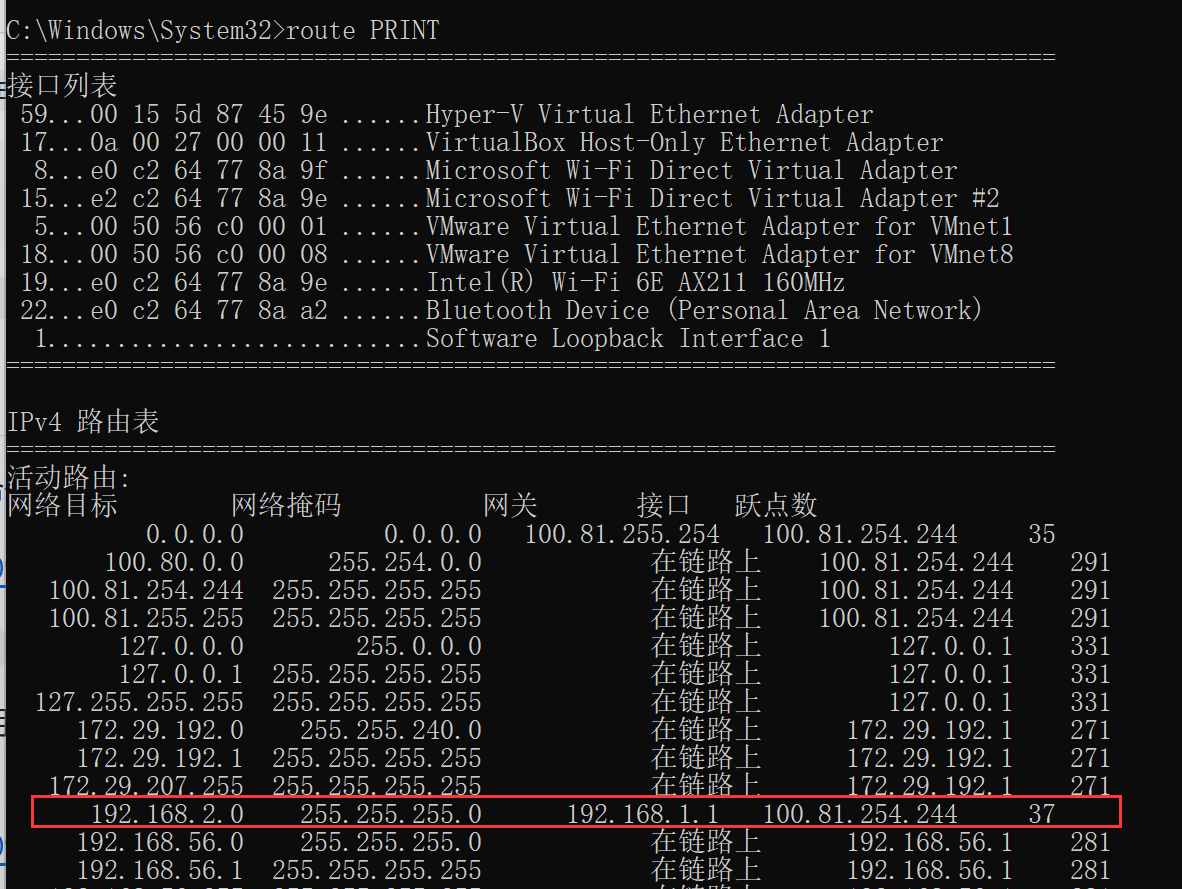 C:\Windows\System32>route PRINT
===========================================================================
接口列表
59...00 15 5d 87 45 9e ......Hyper-V Virtual Ethernet Adapter
17...0a 00 27 00 00 11 ......VirtualBox Host-Only Ethernet Adapter
8...e0 c2 64 77 8a 9f ......Microsoft Wi-Fi Direct Virtual Adapter
15...e2 c2 64 77 8a 9e ......Microsoft Wi-Fi Direct Virtual Adapter #2
5...00 50 56 c0 00 01 ......VMware Virtual Ethernet Adapter for VMnet1
18...00 50 56 c0 00 08 ......VMware Virtual Ethernet Adapter for VMnet8
19...e0 c2 64 77 8a 9e ......Intel(R) Wi-Fi 6E AX211 160MHz
22...e0 c2 64 77 8a a2 ......Bluetooth Device (Personal Area Network)
1...........................Software Loopback Interface 1
===========================================================================
IPv4 路由表
===========================================================================
活动路由:
网络目标 网络掩码 网关 接口 跃点数
0.0.0.0 0.0.0.0 100.81.255.254 100.81.254.244 35
100.80.0.0 255.254.0.0 在链路上 100.81.254.244 291
100.81.254.244 255.255.255.255 在链路上 100.81.254.244 291
100.81.255.255 255.255.255.255 在链路上 100.81.254.244 291
127.0.0.0 255.0.0.0 在链路上 127.0.0.1 331
127.0.0.1 255.255.255.255 在链路上 127.0.0.1 331
127.255.255.255 255.255.255.255 在链路上 127.0.0.1 331
172.29.192.0 255.255.240.0 在链路上 172.29.192.1 271
172.29.192.1 255.255.255.255 在链路上 172.29.192.1 271
172.29.207.255 255.255.255.255 在链路上 172.29.192.1 271
192.168.2.0 255.255.255.0 192.168.1.1 100.81.254.244 37
192.168.56.0 255.255.255.0 在链路上 192.168.56.1 281
192.168.56.1 255.255.255.255 在链路上 192.168.56.1 281